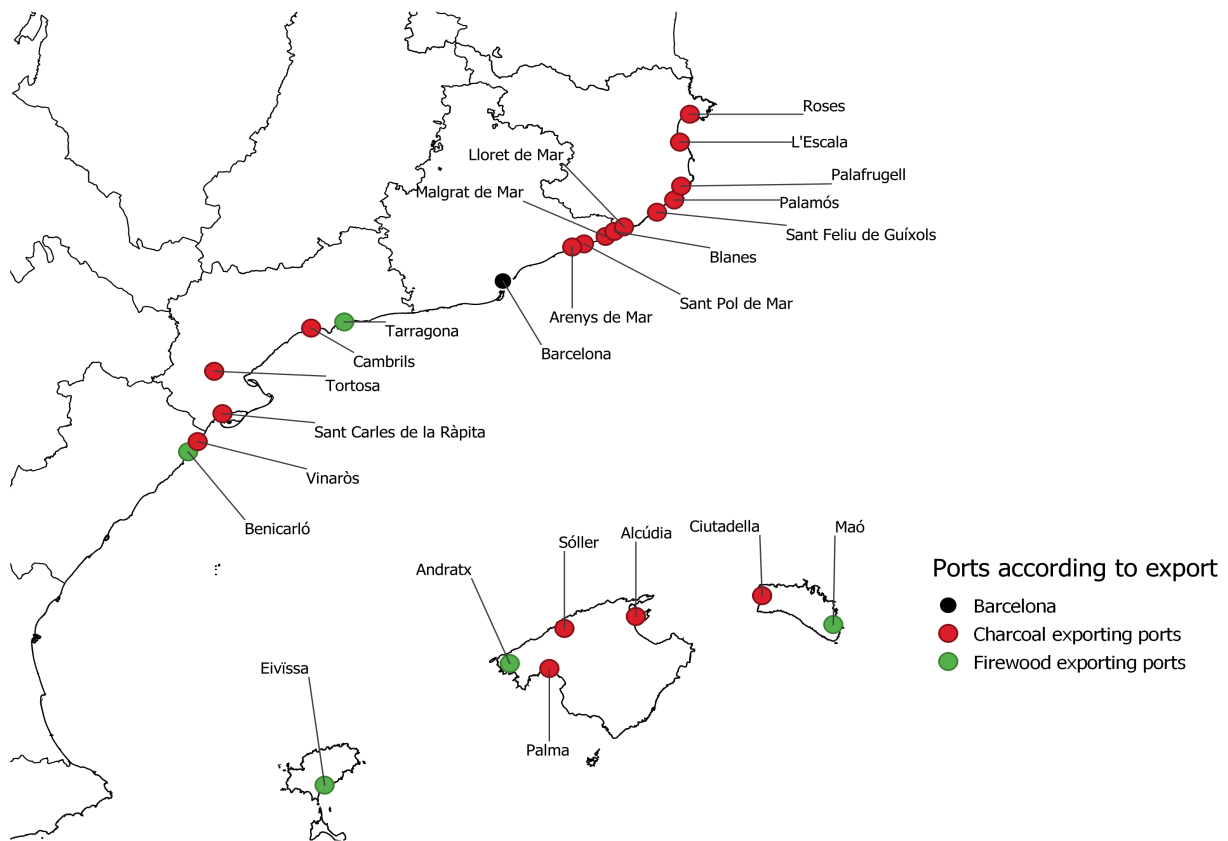 Roses
L'Escala
Lloret de Mar
Palafrugell
Malgrat de Mar
Palamós
Sant Feliu de Guíxols
Blanes
Sant Pol de Mar
Arenys de Mar
Tarragona
Barcelona
Cambrils
Tortosa
Sant Carles de la Ràpita
Vinaròs
Benicarló
Ciutadella
Maó
Alcúdia
Sóller
Andratx
Eivïssa
Palma
Ports according to export
Barcelona
Charcoal exporting ports
Firewood exporting ports